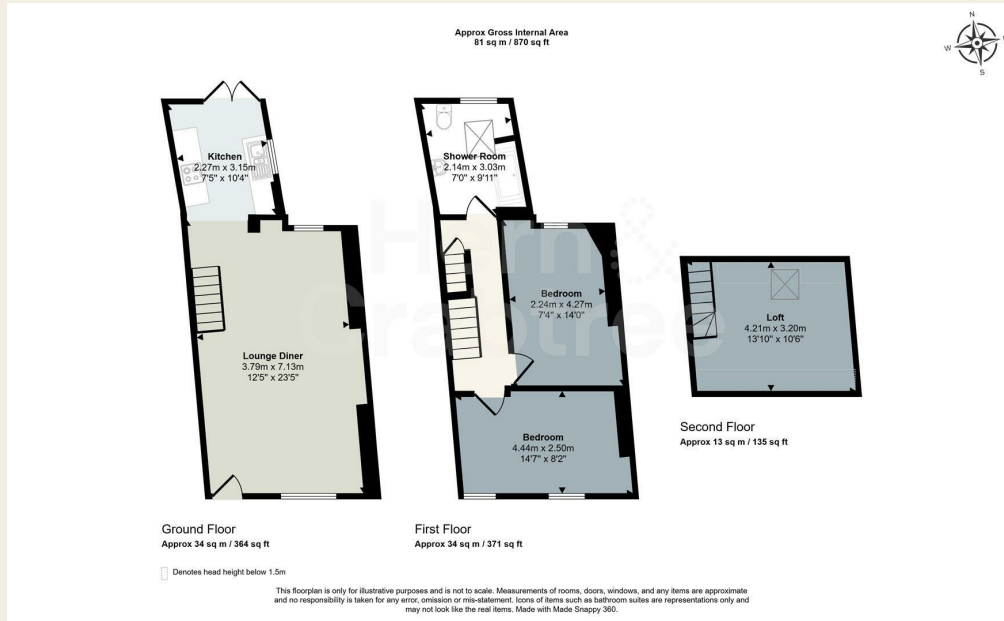 Approx Gross Internal Area
81 sq m / 870 sq ft
N
W
S
Kitchen
2.27m x 3.15m
7'5" x 10'4"
Shower Room
2.14m x 3.03m
7'0" x 9'11"
Hern &
Crabtree
Bedroom
2.24m x 4.27m
7'4" x 14'0"
Loft
4.21m x 3.20m
13'10" x 10'6"
Lounge Diner
3.79m x 7.13m
12'5" x 23'5"
Bedroom
4.44m x 2.50m
14'7" x 8'2"
Second Floor
Approx 13 sq m / 135 sq ft
Ground Floor
Approx 34 sq m / 364 sq ft
First Floor
Approx 34 sq m / 371 sq ft
Denotes head height below 1.5m
This floorplan is only for illustrative purposes and is not to scale. Measurements of rooms, doors, windows, and any items are approximate
and no responsibility is taken for any error, omission or mis-statement. Icons of items such as bathroom suites are representations only and
may not look like the real items. Made with Made Snappy 360.